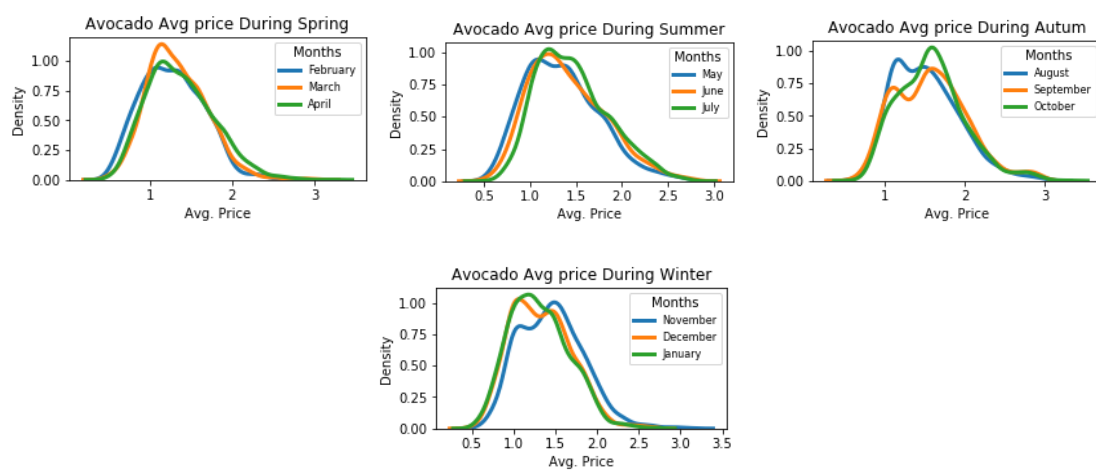 Avocado Avg price During Spring
Density
1.00
0.75
0.50
0.25
0.00
Months
February
March
April
1 2 3
Avg. Price
Avocado Avg price During Summer
Density
1.00
0.75
0.50
0.25
0.00
Months
May
June
July
0.5 1.0 1.5 2.0 2.5 3.0
Avg. Price
Avocado Avg price During Autum
Density
1.00
0.75
0.50
0.25
0.00
Months
August
September
October
1 2 3
Avg. Price
Avocado Avg price During Winter
Density
1.00
0.75
0.50
0.25
0.00
Months
November
December
January
0.5 1.0 1.5 2.0 2.5 3.0 3.5
Avg. Price